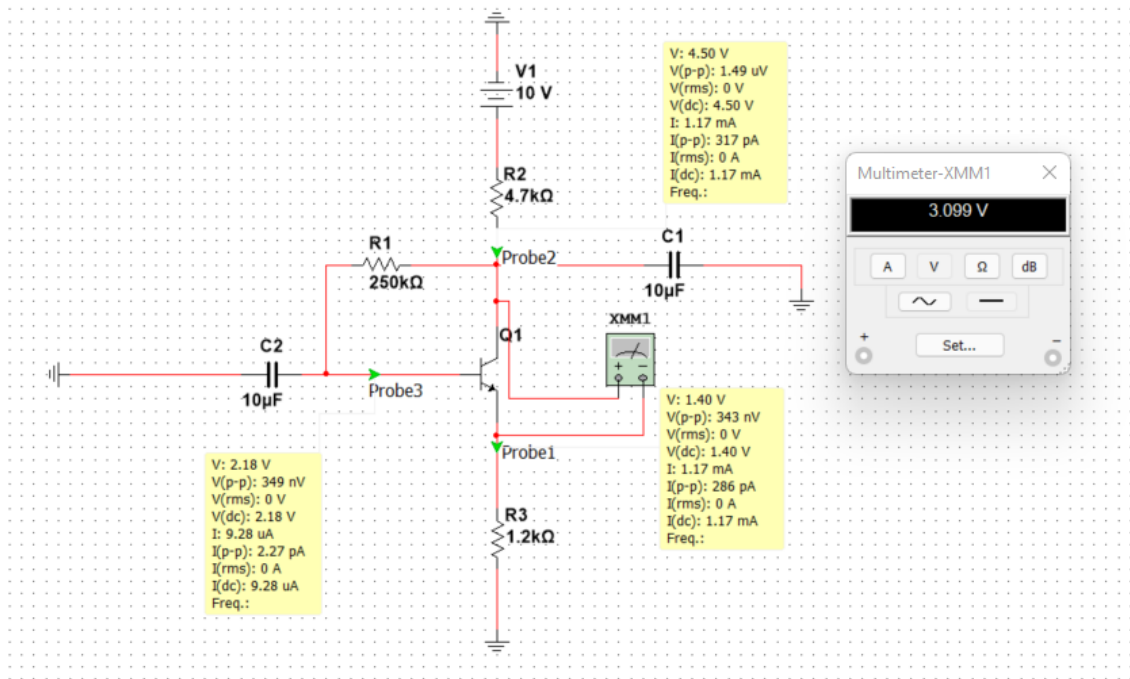 V1
10 V
R2
4.7kΩ
V: 4.50 V
V(p-p): 1.49 uV
V(rms): 0 V
V(dc): 4.50 V
I: 1.17 mA
I(p-p): 317 pA
I(rms): 0 A
I(dc): 1.17 mA
Freq.:
Multimeter-XMM1
3.099 V
A
V
Ω
dB
+
Set...
−
R1
250kΩ
Probe2
C1
10µF
Q1
XMM1
+ −
C2
10µF
Probe3
Probe1
V: 1.40 V
V(p-p): 343 nV
V(rms): 0 V
V(dc): 1.40 V
I: 1.17 mA
I(p-p): 286 pA
I(rms): 0 A
I(dc): 1.17 mA
Freq.:
V: 2.18 V
V(p-p): 349 nV
V(rms): 0 V
V(dc): 2.18 V
I: 9.28 uA
I(p-p): 2.27 pA
I(rms): 0 A
I(dc): 9.28 uA
Freq.:
R3
1.2kΩ